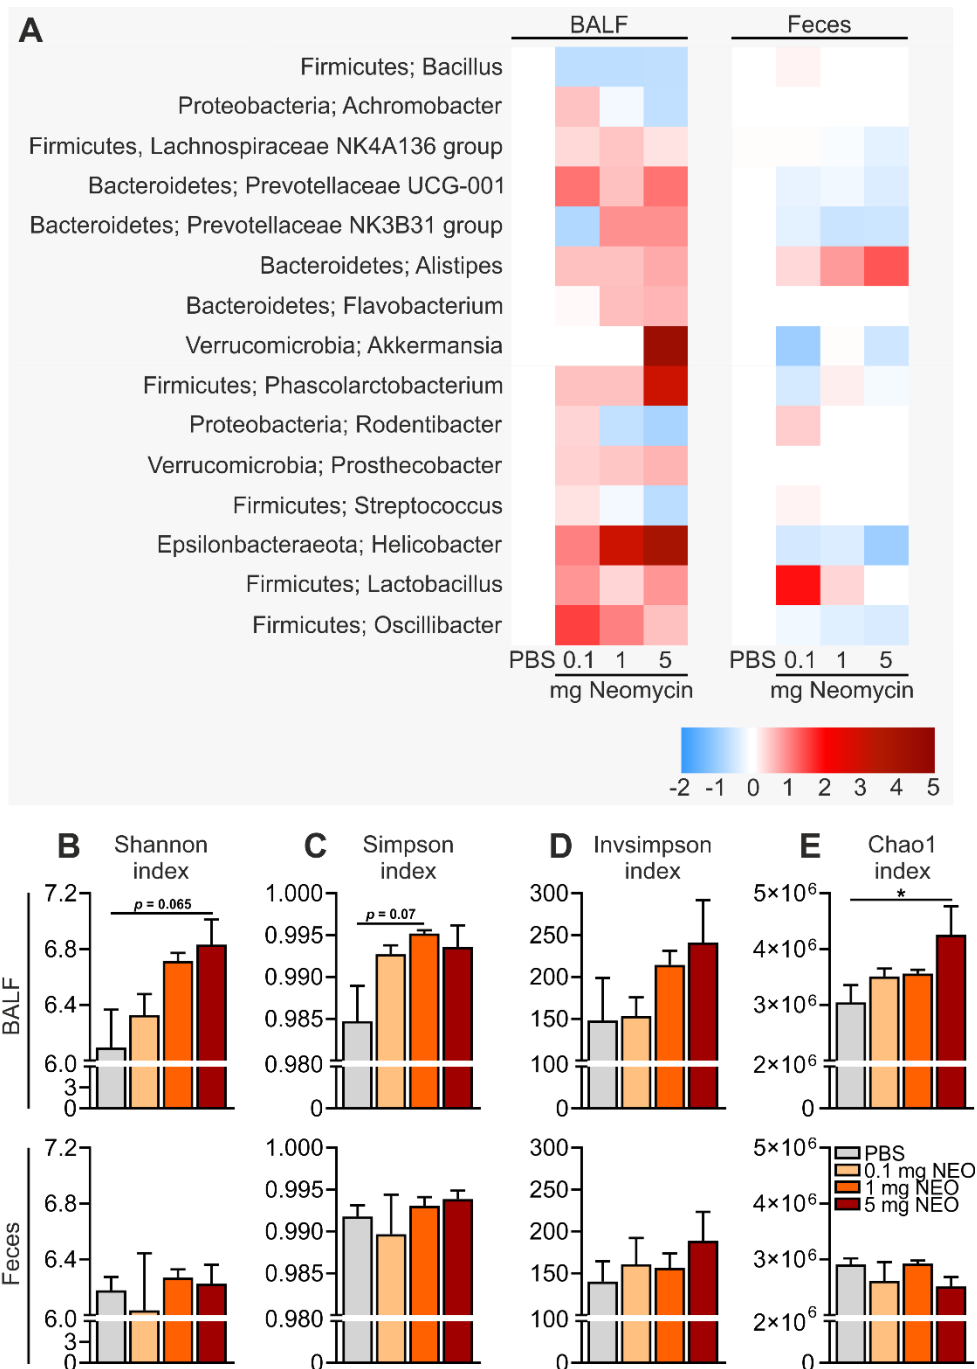 A
BALF Feces
Firmicutes; Bacillus
Proteobacteria; Achromobacter
Firmicutes, Lachnospiraceae NK4A136 group
Bacteroidetes; Prevotellaceae UCG-001
Bacteroidetes; Prevotellaceae NK3B31 group
Bacteroidetes; Alistipes
Bacteroidetes; Flavobacterium
Verrucomicrobia; Akkermansia
Firmicutes; Phascolarctobacterium
Proteobacteria; Rodentibacter
Verrucomicrobia; Prosthecobacter
Firmicutes; Streptococcus
Epsilonbacteraeota; Helicobacter
Firmicutes; Lactobacillus
Firmicutes; Oscillibacter
PBS 0.1 1 5 PBS 0.1 1 5
mg Neomycin mg Neomycin
-2 -1 0 1 2 3 4 5
B Shannon index
C Simpson index
D Invsimpson index
E Chao1 index
BALF
7.2
6.8
6.4
6.0
3
0
p = 0.065
1.000
0.995
0.990
0.985
0.980
0
p = 0.07
300
250
200
150
100
0
5×10⁶
4×10⁶
3×10⁶
2×10⁶
0
*
Feces
7.2
6.8
6.4
6.0
3
0
1.000
0.995
0.990
0.985
0.980
0
300
250
200
150
100
0
5×10⁶
4×10⁶
3×10⁶
2×10⁶
0
PBS
0.1 mg NEO
1 mg NEO
5 mg NEO